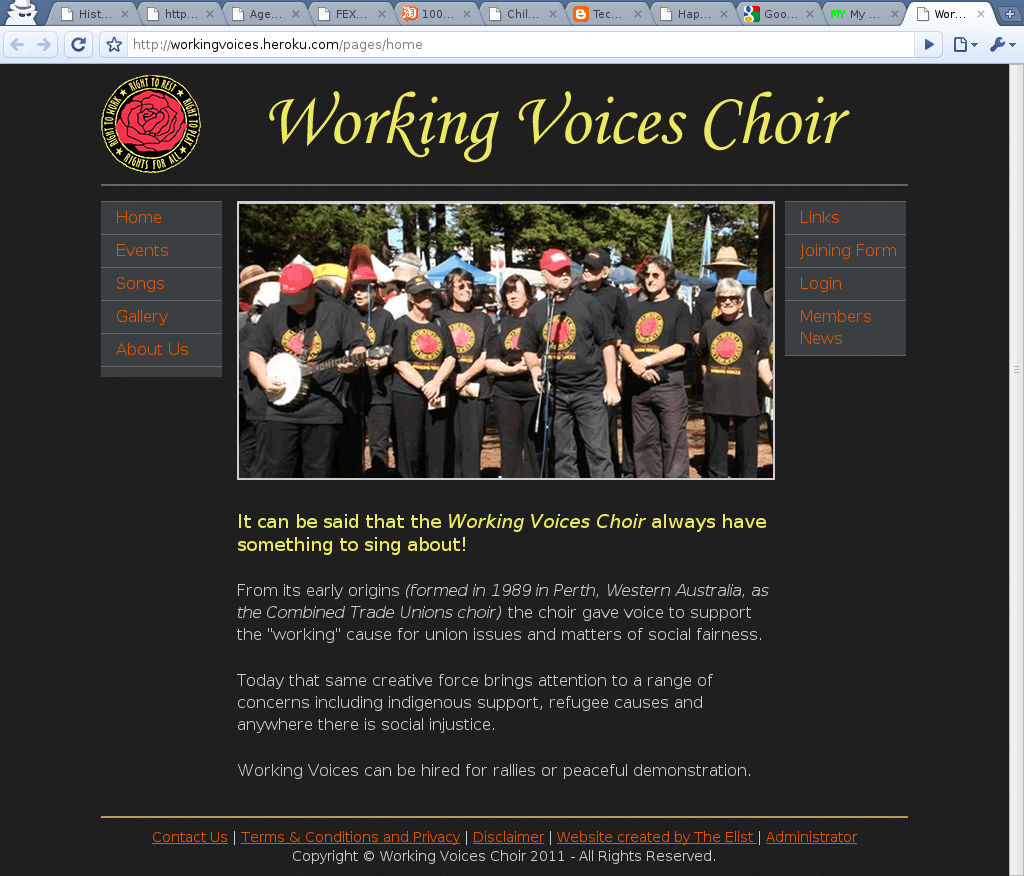 Hist...
http...
Age...
FEX...
100...
Chil...
Tec...
Hap...
Goo...
My ...
Wor...
http://workingvoices.heroku.com/pages/home
RIGHT TO WORK ★ RIGHT TO REST ★ RIGHT TO PLAY ★ RIGHTS FOR ALL ★
Working Voices Choir
Home
Events
Songs
Gallery
About Us
Links
Joining Form
Login
Members
News
It can be said that the Working Voices Choir always have
something to sing about!
From its early origins (formed in 1989 in Perth, Western Australia, as
the Combined Trade Unions choir) the choir gave voice to support
the "working" cause for union issues and matters of social fairness.
Today that same creative force brings attention to a range of
concerns including indigenous support, refugee causes and
anywhere there is social injustice.
Working Voices can be hired for rallies or peaceful demonstration.
Contact Us | Terms & Conditions and Privacy | Disclaimer | Website created by The Elist | Administrator
Copyright © Working Voices Choir 2011 - All Rights Reserved.